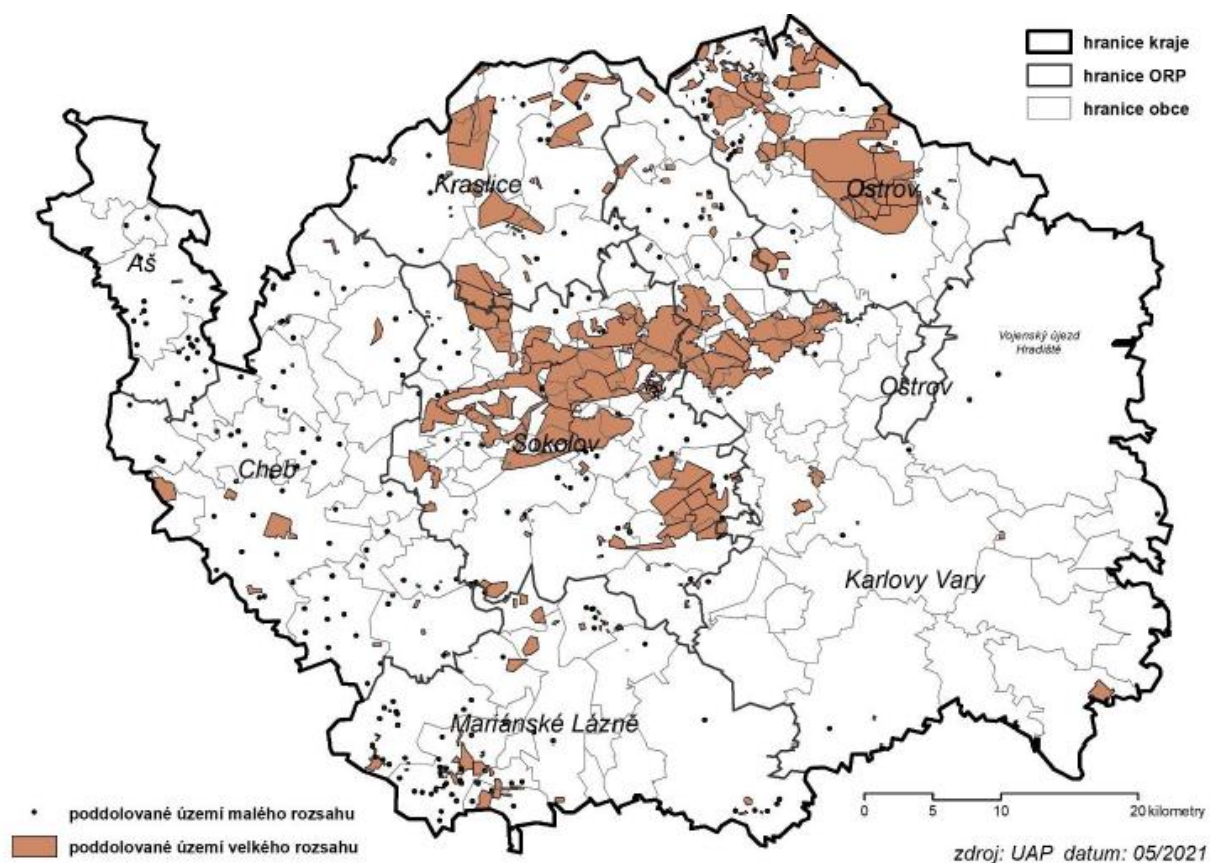 hranice kraje
hranice ORP
hranice obce
Kraslice
Ostrov
Aš
Vojenský újezd
Hradiště
Ostrov
Sokolov
Cheb
Karlovy Vary
Mariánské Lázně
0 5 10 20 kilometry
poddolované území malého rozsahu
poddolované území velkého rozsahu
zdroj: UAP datum: 05/2021